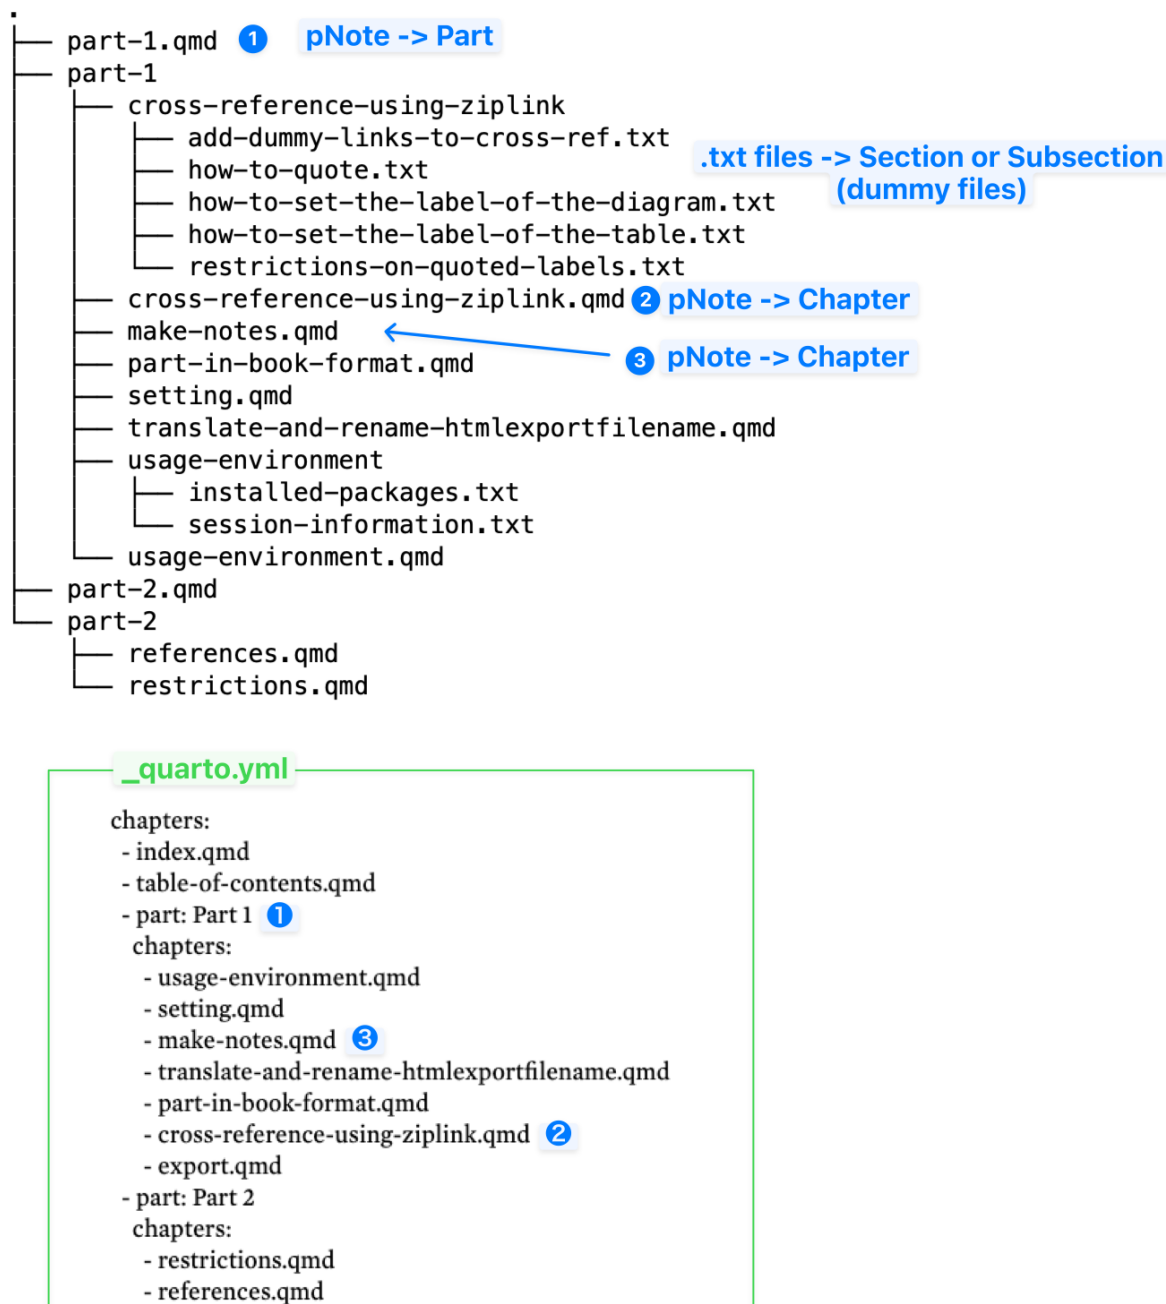 .
├── part-1.qmd ❶ pNote -> Part
├── part-1
│   ├── cross-reference-using-ziplink
│   │   ├── add-dummy-links-to-cross-ref.txt
.txt files -> Section or Subsection
│   │   ├── how-to-quote.txt
(dummy files)
│   │   ├── how-to-set-the-label-of-the-diagram.txt
│   │   ├── how-to-set-the-label-of-the-table.txt
│   │   └── restrictions-on-quoted-labels.txt
│   ├── cross-reference-using-ziplink.qmd ❷ pNote -> Chapter
│   ├── make-notes.qmd
❸ pNote -> Chapter
│   ├── part-in-book-format.qmd
│   ├── setting.qmd
│   ├── translate-and-rename-htmlexportfilename.qmd
│   ├── usage-environment
│   │   ├── installed-packages.txt
│   │   └── session-information.txt
│   └── usage-environment.qmd
├── part-2.qmd
└── part-2
    ├── references.qmd
    └── restrictions.qmd
_quarto.yml
chapters:
- index.qmd
- table-of-contents.qmd
- part: Part 1 ❶
chapters:
- usage-environment.qmd
- setting.qmd
- make-notes.qmd ❸
- translate-and-rename-htmlexportfilename.qmd
- part-in-book-format.qmd
- cross-reference-using-ziplink.qmd ❷
- export.qmd
- part: Part 2
chapters:
- restrictions.qmd
- references.qmd